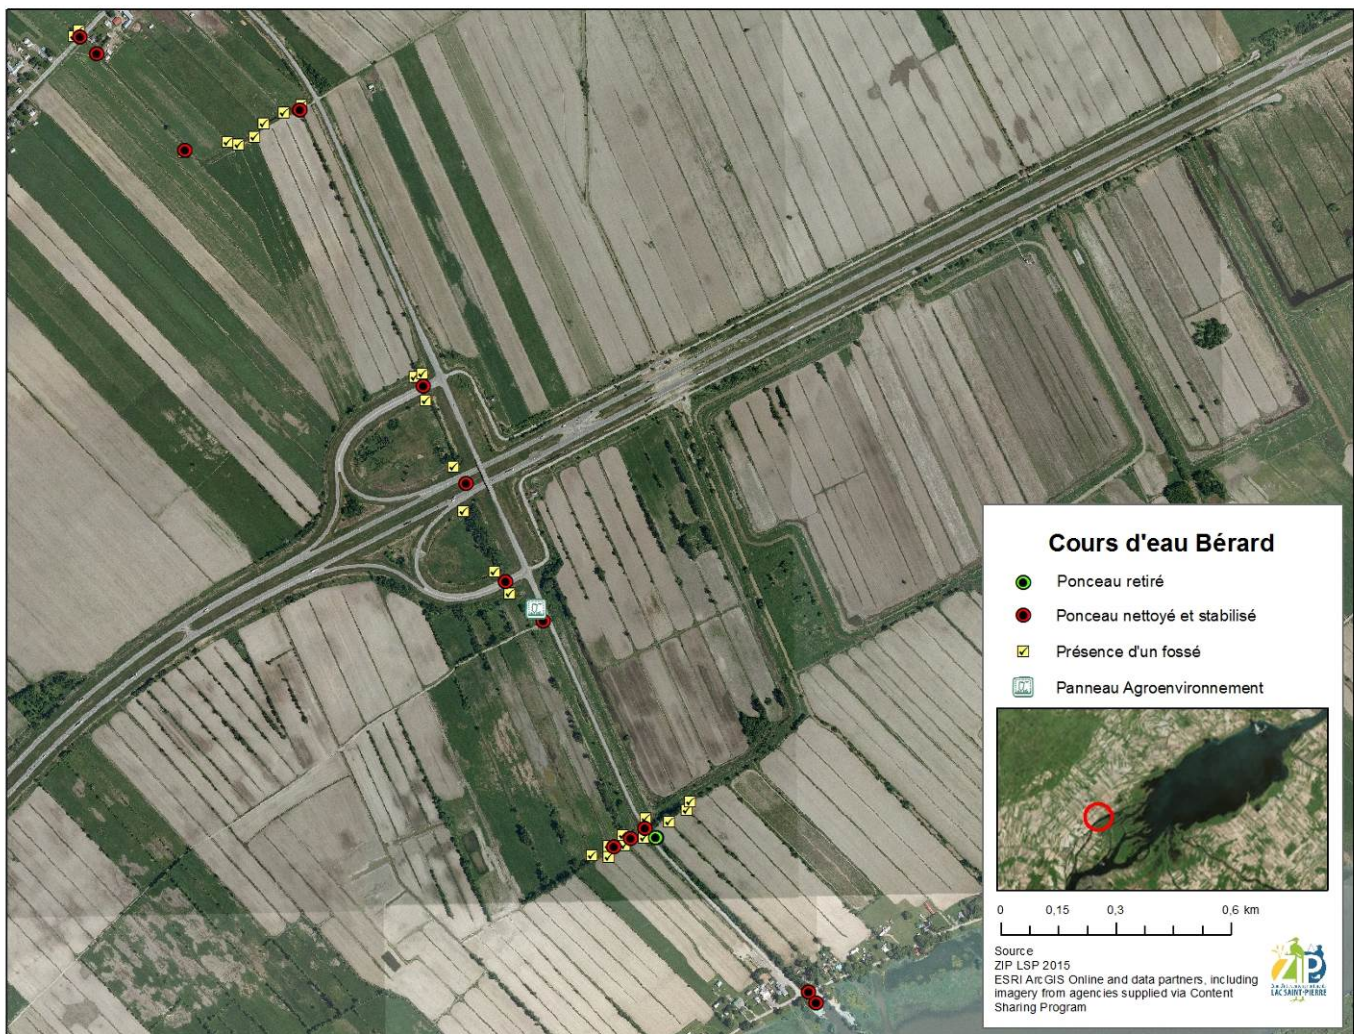 Cours d'eau Bérard
Ponceau retiré
Ponceau nettoyé et stabilisé
Présence d'un fossé
Panneau Agroenvironnement
0 0,15 0,3 0,6 km
Source
ZIP LSP 2015
ESRI ArcGIS Online and data partners, including
imagery from agencies supplied via Content
Sharing Program
ZIP
LAC SAINT-PIERRE